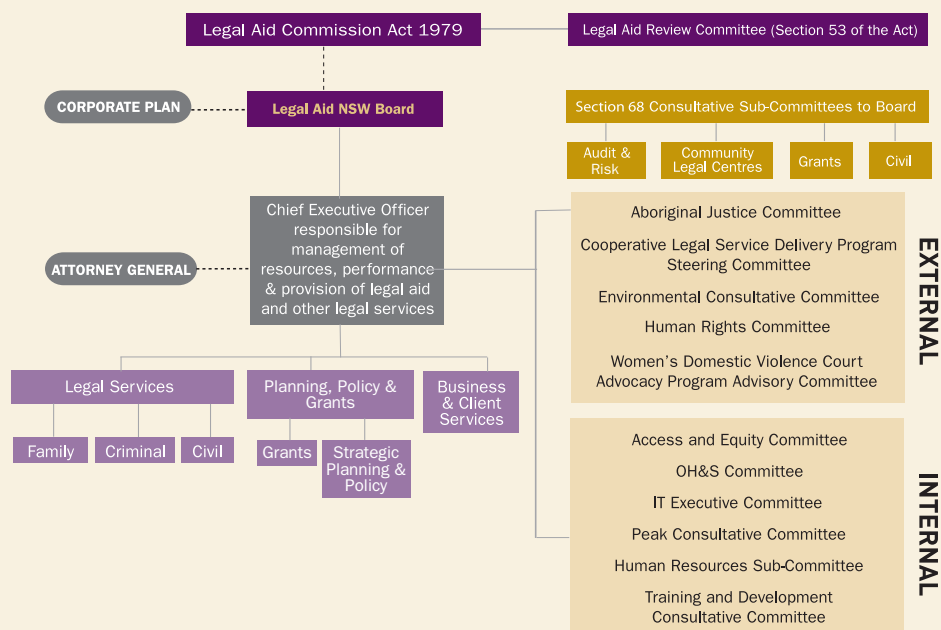 Legal Aid Commission Act 1979
Legal Aid Review Committee (Section 53 of the Act)
CORPORATE PLAN
Legal Aid NSW Board
Section 68 Consultative Sub-Committees to Board
Audit &
Risk
Community
Legal Centres
Grants
Civil
Chief Executive Officer
responsible for
management of
resources, performance
& provision of legal aid
and other legal services
ATTORNEY GENERAL
Aboriginal Justice Committee
Cooperative Legal Service Delivery Program
Steering Committee
Environmental Consultative Committee
Human Rights Committee
Women's Domestic Violence Court
Advocacy Program Advisory Committee
EXTERNAL
Legal Services
Family
Criminal
Civil
Planning, Policy &
Grants
Grants
Strategic
Planning &
Policy
Business
& Client
Services
Access and Equity Committee
OH&S Committee
IT Executive Committee
Peak Consultative Committee
Human Resources Sub-Committee
Training and Development
Consultative Committee
INTERNAL